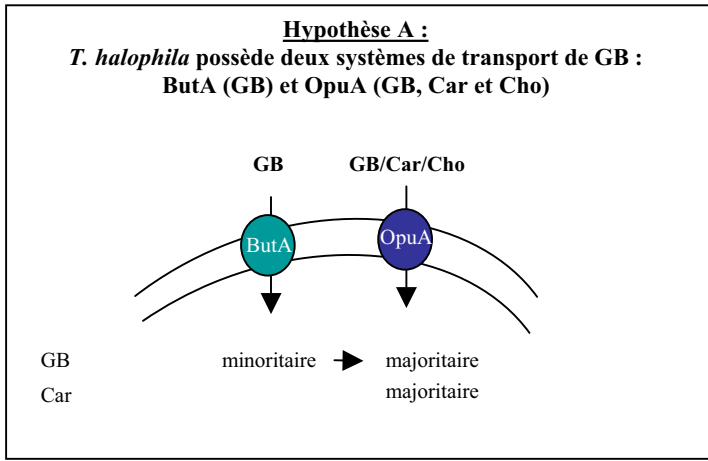 Hypothèse A :
T. halophila possède deux systèmes de transport de GB :
ButA (GB) et OpuA (GB, Car et Cho)
GB GB/Car/Cho
ButA OpuA
GB minoritaire majoritaire
Car majoritaire